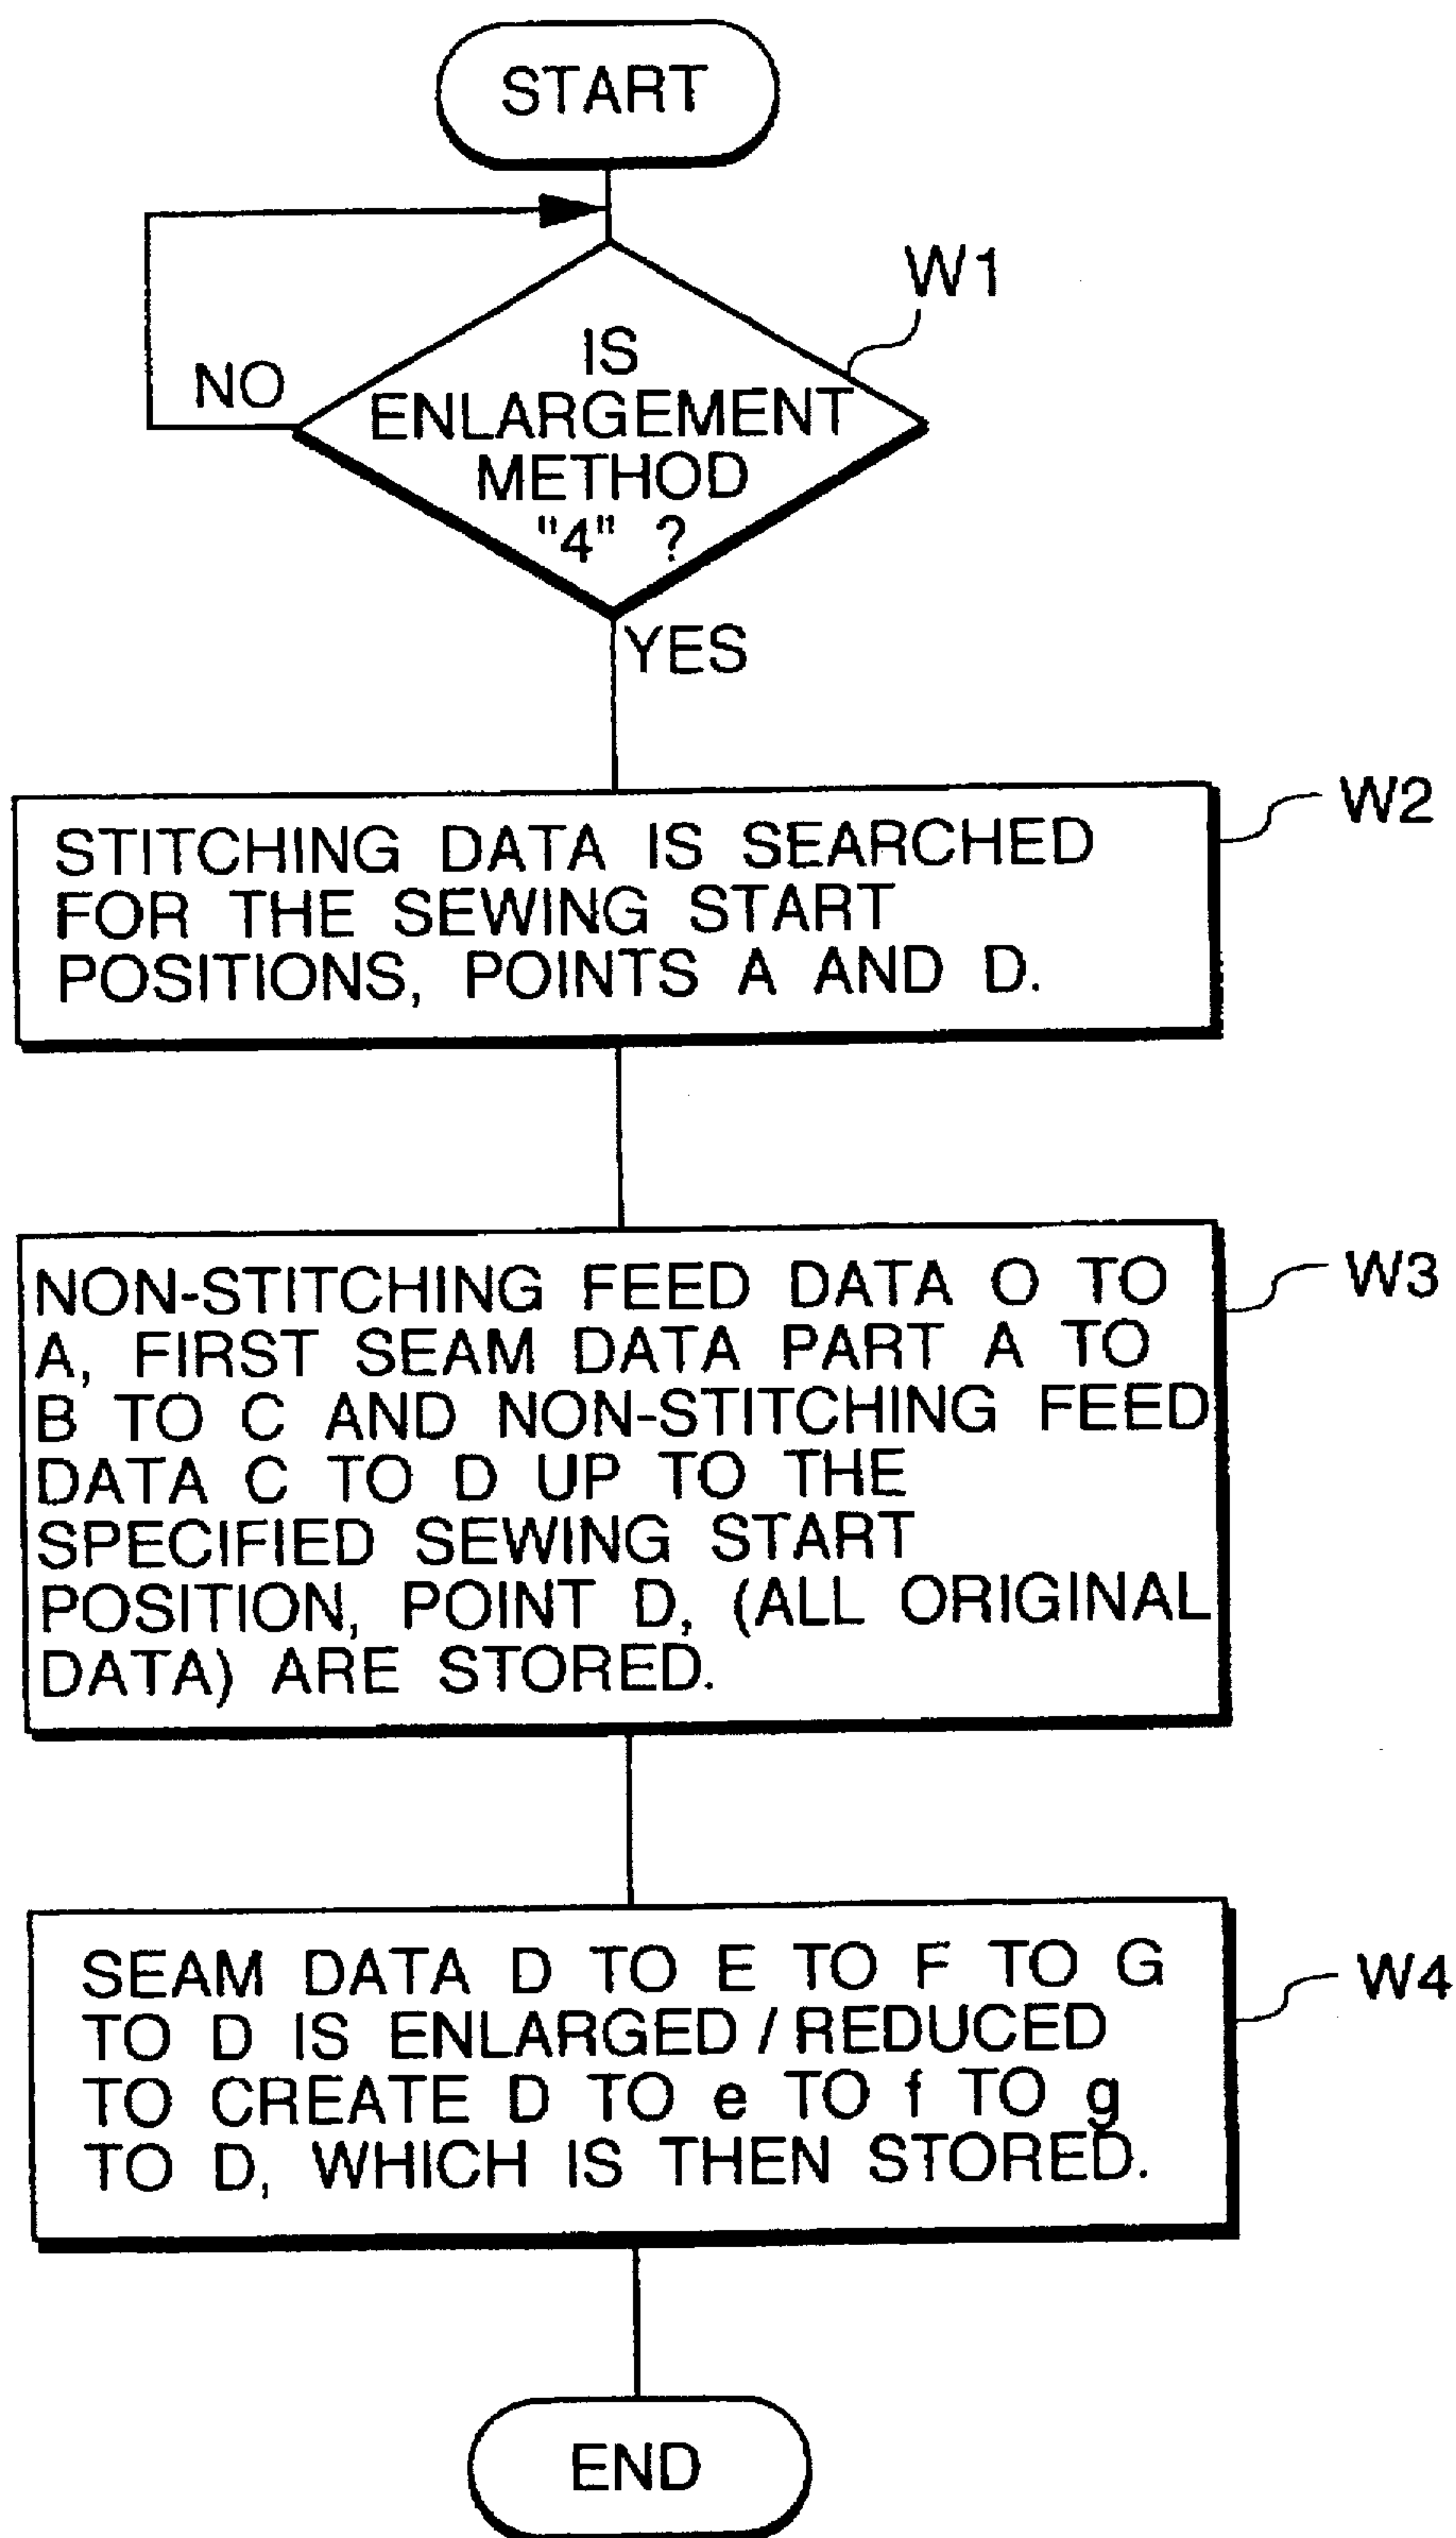 START
W1
NO
IS
ENLARGEMENT
METHOD
"4" ?
YES
W2
STITCHING DATA IS SEARCHED
FOR THE SEWING START
POSITIONS, POINTS A AND D.
W3
NON-STITCHING FEED DATA O TO
A, FIRST SEAM DATA PART A TO
B TO C AND NON-STITCHING FEED
DATA C TO D UP TO THE
SPECIFIED SEWING START
POSITION, POINT D, (ALL ORIGINAL
DATA) ARE STORED.
W4
SEAM DATA D TO E TO F TO G
TO D IS ENLARGED / REDUCED
TO CREATE D TO e TO f TO g
TO D, WHICH IS THEN STORED.
END